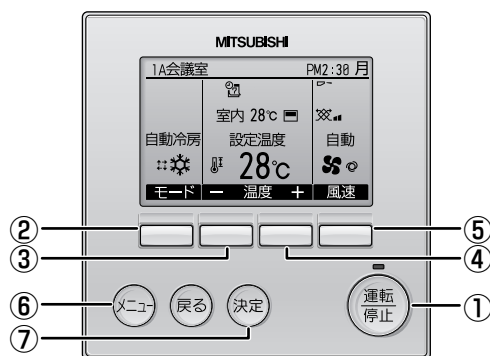 MITSUBISHI
1A会議室 PM2:30 月
室内 28℃
自動冷房 設定温度 自動
28℃
モード － 温度 ＋ 風速
②
③
⑤
④
⑥ メニュー 戻る 決定 運転 停止 ①
⑦